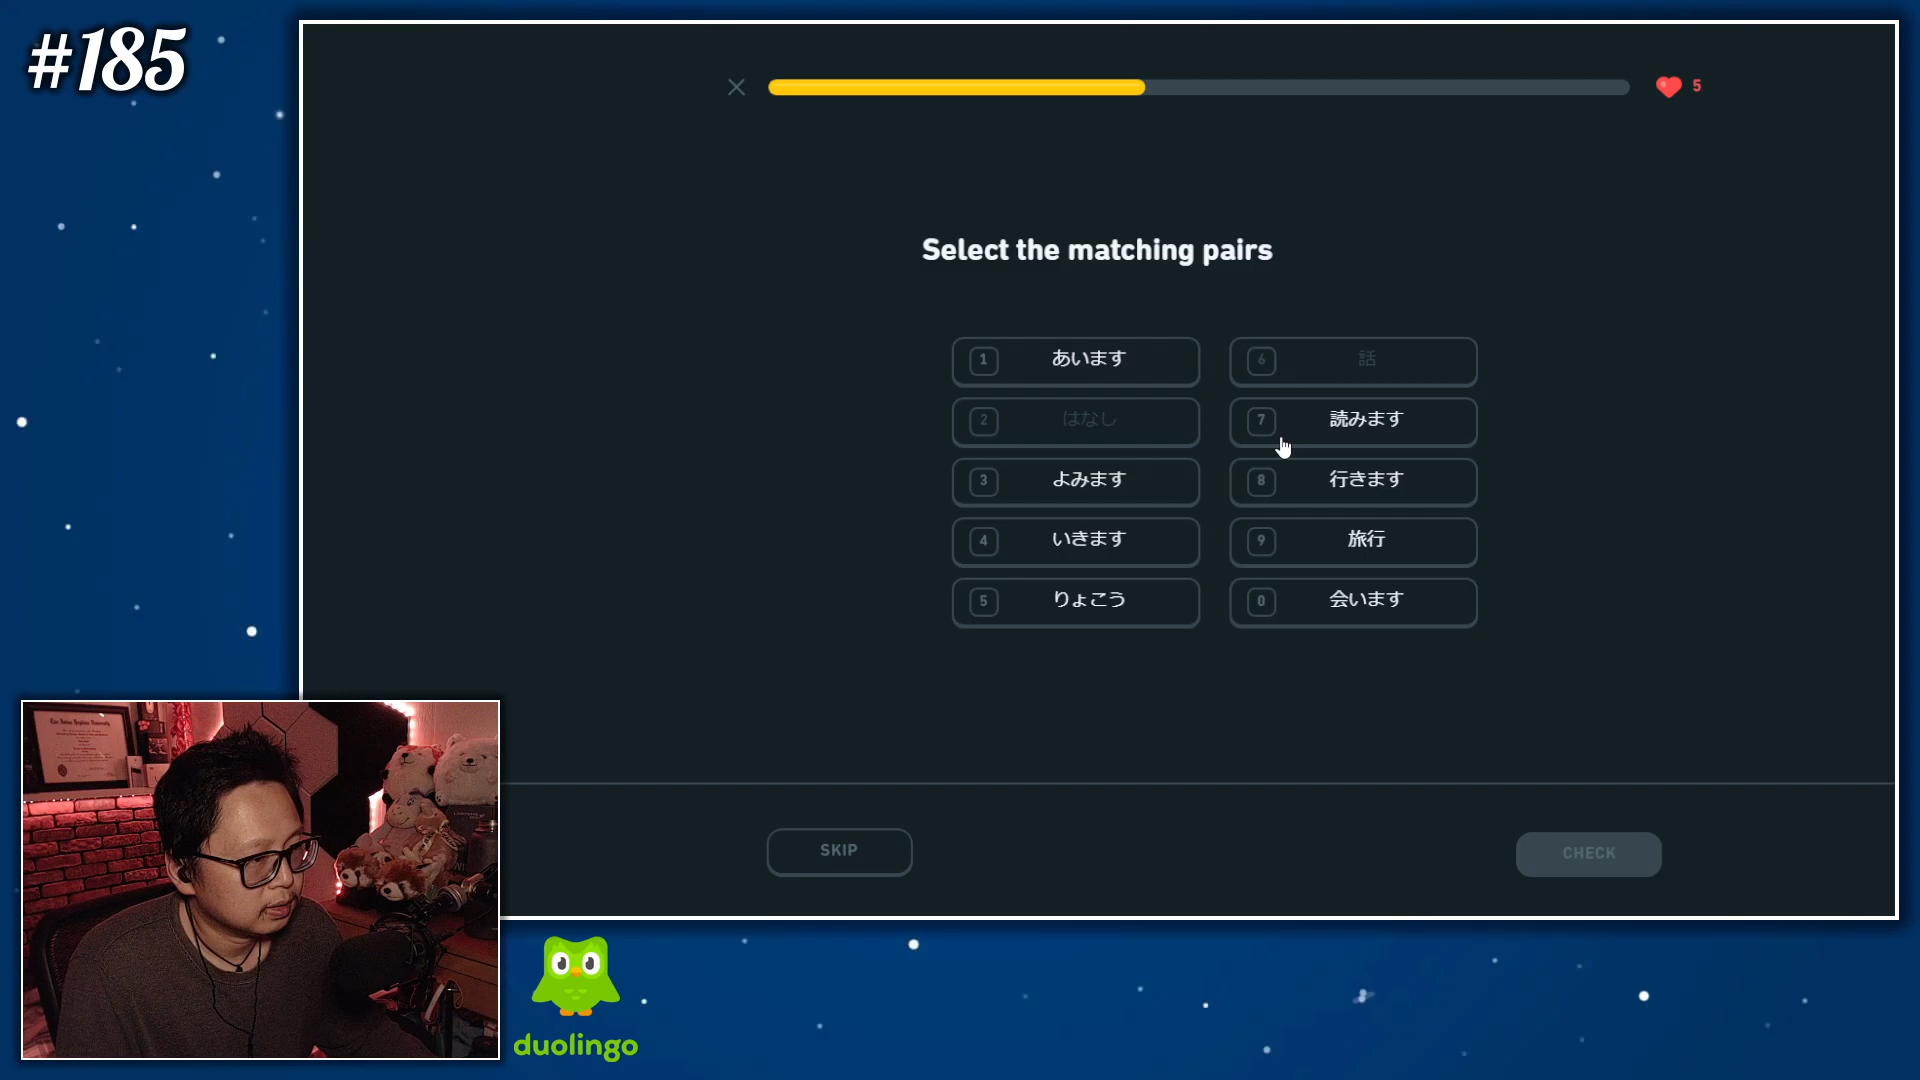 #185
5
Select the matching pairs
1 あいます
6 話
2 はなし
7 読みます
3 よみます
8 行きます
4 いきます
9 旅行
5 りょこう
0 会います
SKIP
CHECK
duolingo